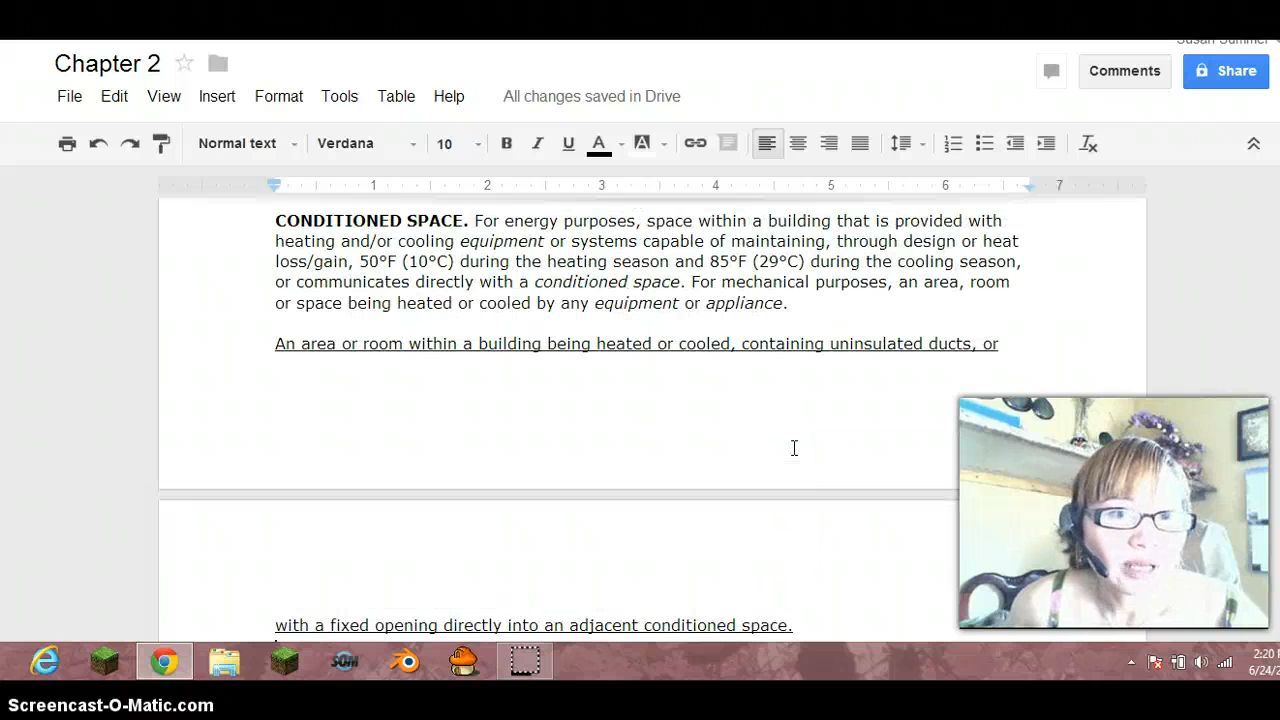 Chapter 2
Comments
Share
File Edit View Insert Format Tools Table Help All changes saved in Drive
Normal text Verdana 10 B I U A A
1 2 3 4 5 6 7
CONDITIONED SPACE. For energy purposes, space within a building that is provided with
heating and/or cooling equipment or systems capable of maintaining, through design or heat
loss/gain, 50°F (10°C) during the heating season and 85°F (29°C) during the cooling season,
or communicates directly with a conditioned space. For mechanical purposes, an area, room
or space being heated or cooled by any equipment or appliance.
An area or room within a building being heated or cooled, containing uninsulated ducts, or
with a fixed opening directly into an adjacent conditioned space.
SOM
2:20
6/24/2
Screencast-O-Matic.com